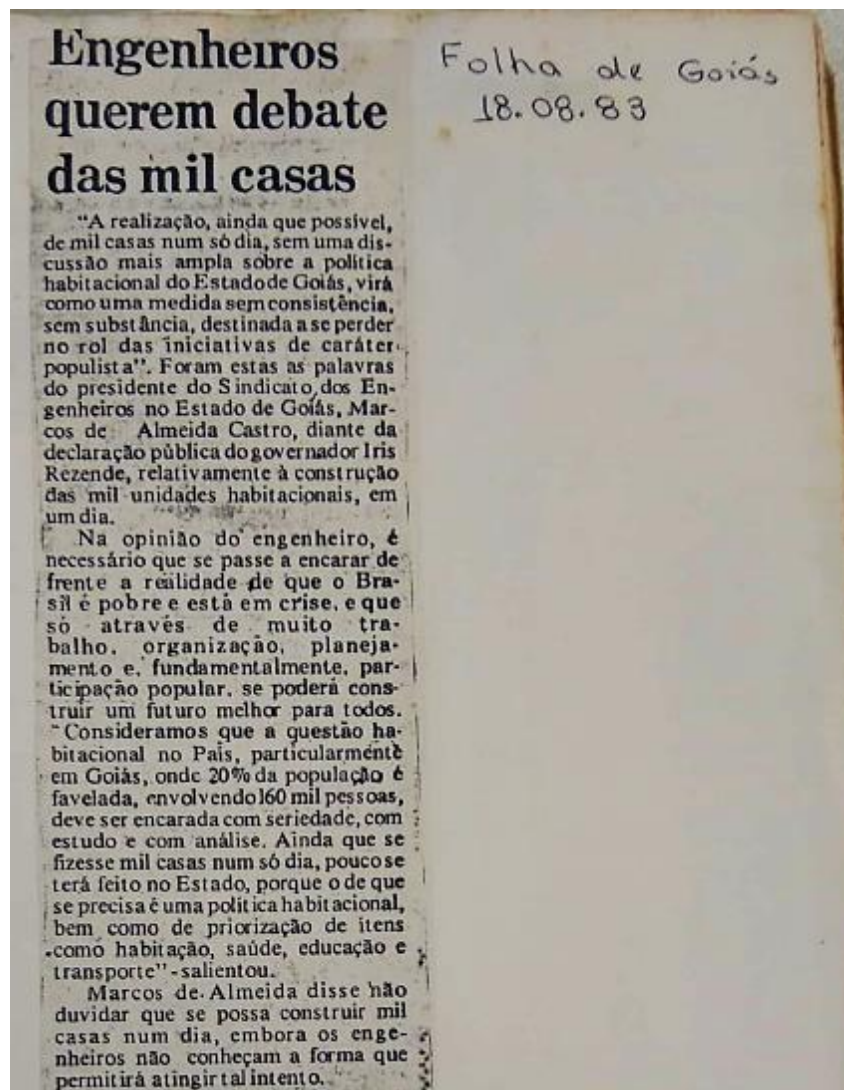 Engenheiros
querem debate
das mil casas
Folha de Goiás
18.08.83
"A realização, ainda que possível,
de mil casas num só dia, sem uma dis-
cussão mais ampla sobre a política
habitacional do Estado de Goiás, virá
como uma medida sem consistência,
sem substância, destinada a se perder
no rol das iniciativas de caráter
populista". Foram estas as palavras
do presidente do Sindicato dos En-
genheiros no Estado de Goiás, Mar-
cos de Almeida Castro, diante da
declaração pública do governador Iris
Rezende, relativamente à construção
das mil unidades habitacionais, em
um dia.
Na opinião do engenheiro, é
necessário que se passe a encarar de
frente a realidade de que o Bra-
sil é pobre e está em crise, e que
só através de muito tra-
balho, organização, planeja-
mento e, fundamentalmente, par-
ticipação popular, se poderá cons-
truir um futuro melhor para todos.
"Consideramos que a questão ha-
bitacional no País, particularmente
em Goiás, onde 20% da população é
favelada, envolvendo 160 mil pessoas,
deve ser encarada com seriedade, com
estudo e com análise. Ainda que se
fizesse mil casas num só dia, pouco se
terá feito no Estado, porque o de que
se precisa é uma política habitacional,
bem como de priorização de itens
como habitação, saúde, educação e
transporte" - salientou.
Marcos de Almeida disse não
duvidar que se possa construir mil
casas num dia, embora os enge-
nheiros não conheçam a forma que
permitirá atingir tal intento.